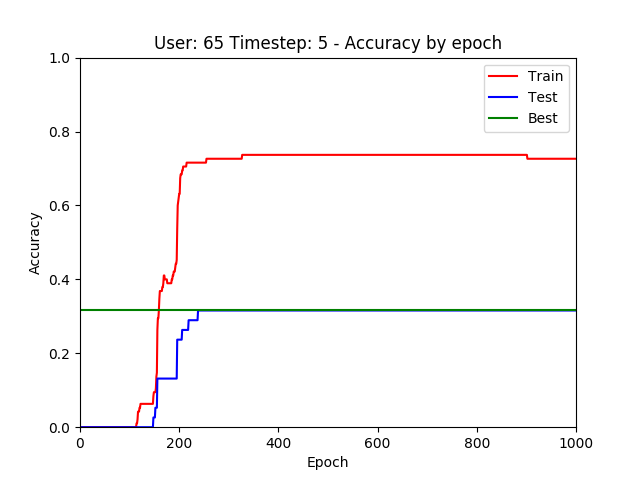 User: 65 Timestep: 5 - Accuracy by epoch
1.0
0.8
0.6
0.4
0.2
0.0
Accuracy
Train
Test
Best
0 200 400 600 800 1000
Epoch